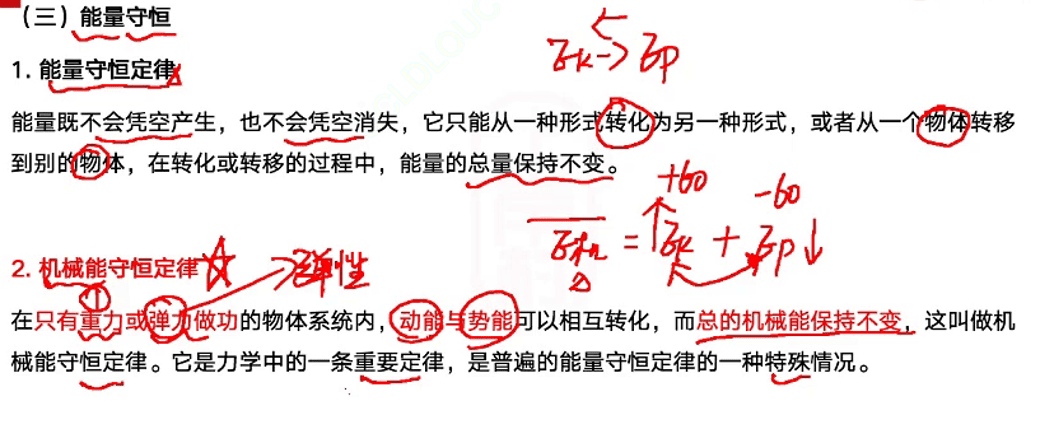 （三）能量守恒
Ek → Ep
1. 能量守恒定律
能量既不会凭空产生，也不会凭空消失，它只能从一种形式转化为另一种形式，或者从一个物体转移
到别的物体，在转化或转移的过程中，能量的总量保持不变。
+60 -60
E机 = Ek + Ep
2. 机械能守恒定律 弹性
在只有重力或弹力做功的物体系统内，动能与势能可以相互转化，而总的机械能保持不变，这叫做机
械能守恒定律。它是力学中的一条重要定律，是普遍的能量守恒定律的一种特殊情况。